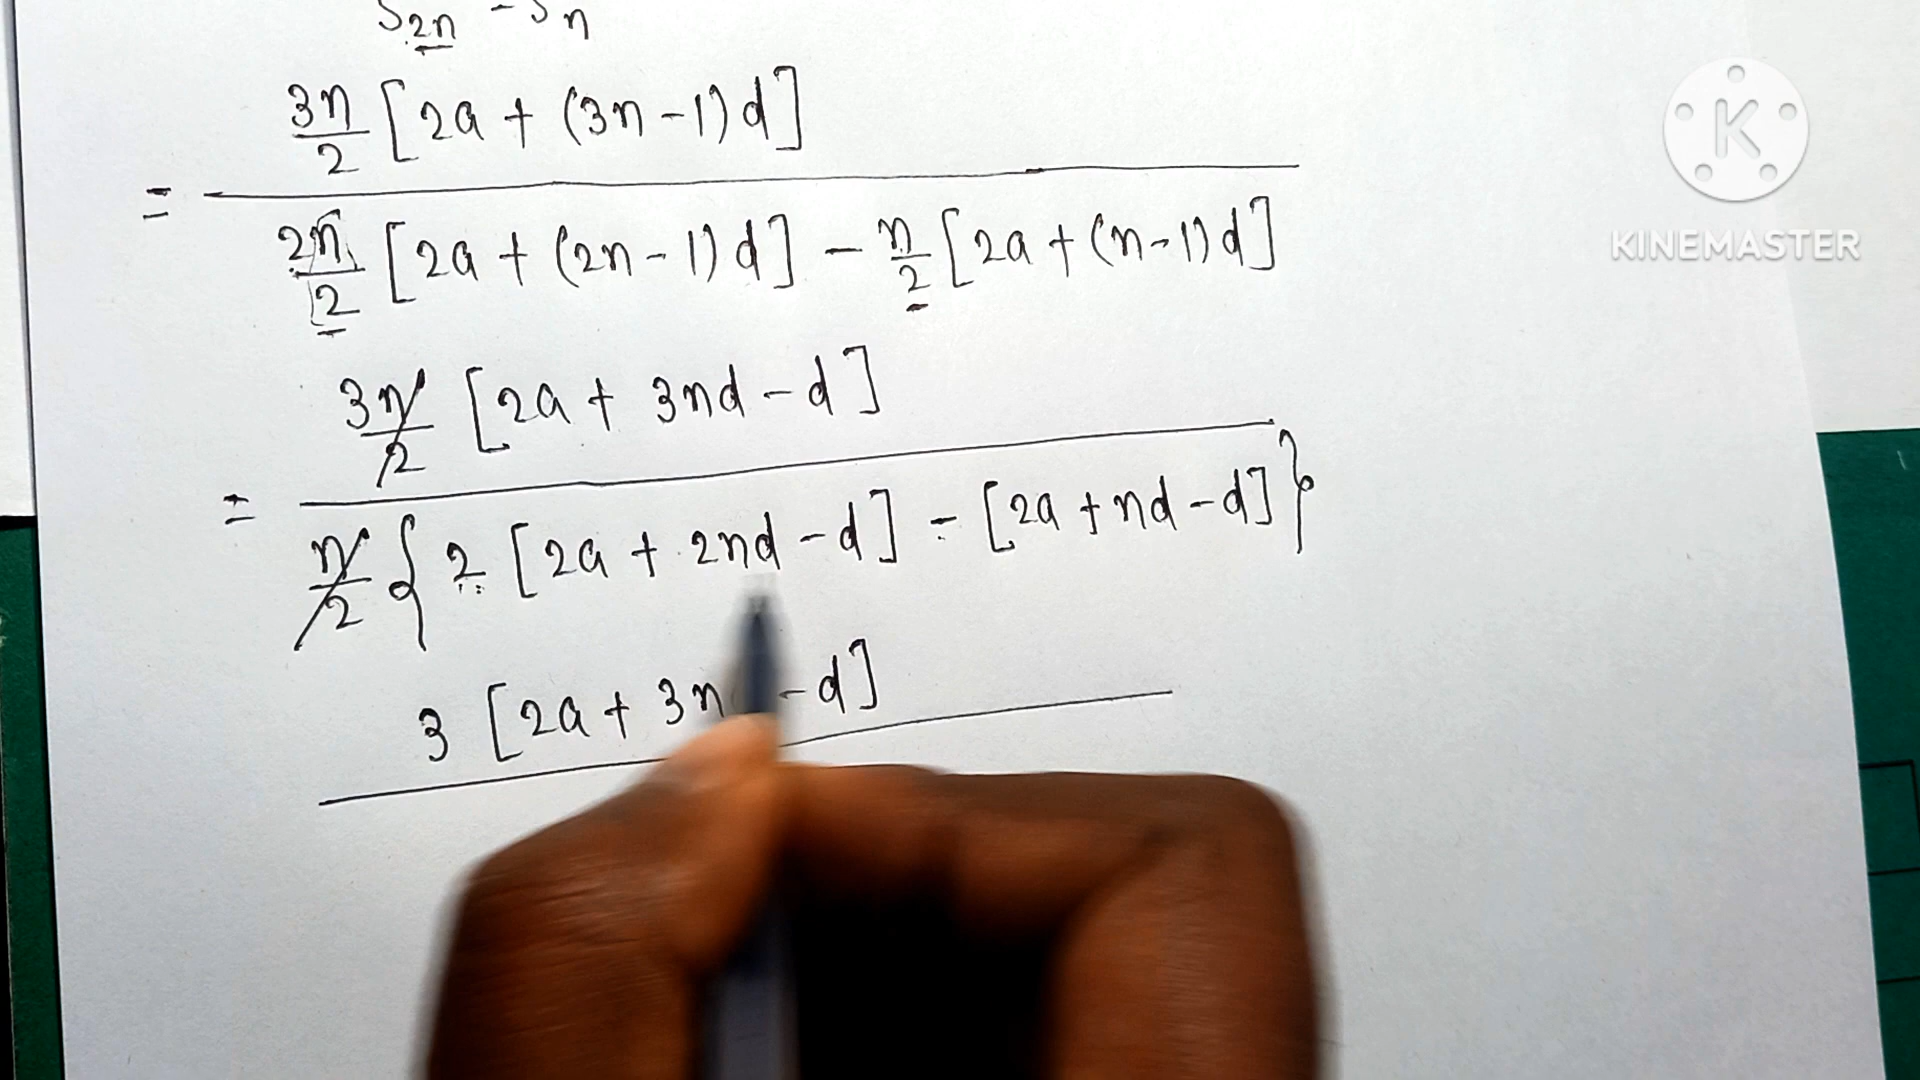 S2n - Sn
3n/2 [2a + (3n-1)d]
=
2n/2 [2a + (2n-1)d] - n/2 [2a + (n-1)d]
3n/2 [2a + 3nd - d]
=
n/2 { 2 [2a + 2nd - d] - [2a + nd - d] }
3 [2a + 3n - d]
K
KINEMASTER